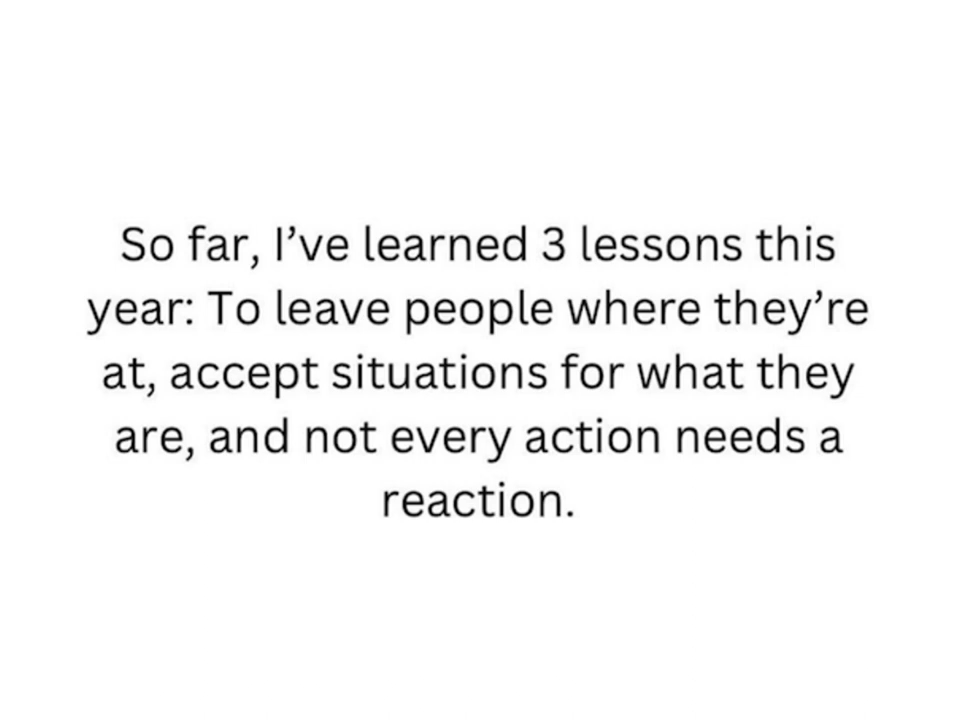 So far, I’ve learned 3 lessons this
year: To leave people where they’re
at, accept situations for what they
are, and not every action needs a
reaction.